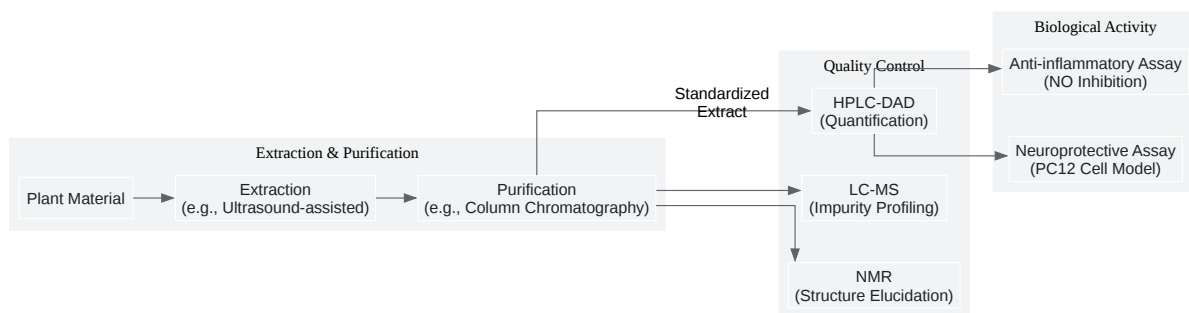 Extraction & Purification
Plant Material
Extraction
(e.g., Ultrasound-assisted)
Purification
(e.g., Column Chromatography)
Standardized
Extract
Quality Control
HPLC-DAD
(Quantification)
LC-MS
(Impurity Profiling)
NMR
(Structure Elucidation)
Biological Activity
Anti-inflammatory Assay
(NO Inhibition)
Neuroprotective Assay
(PC12 Cell Model)